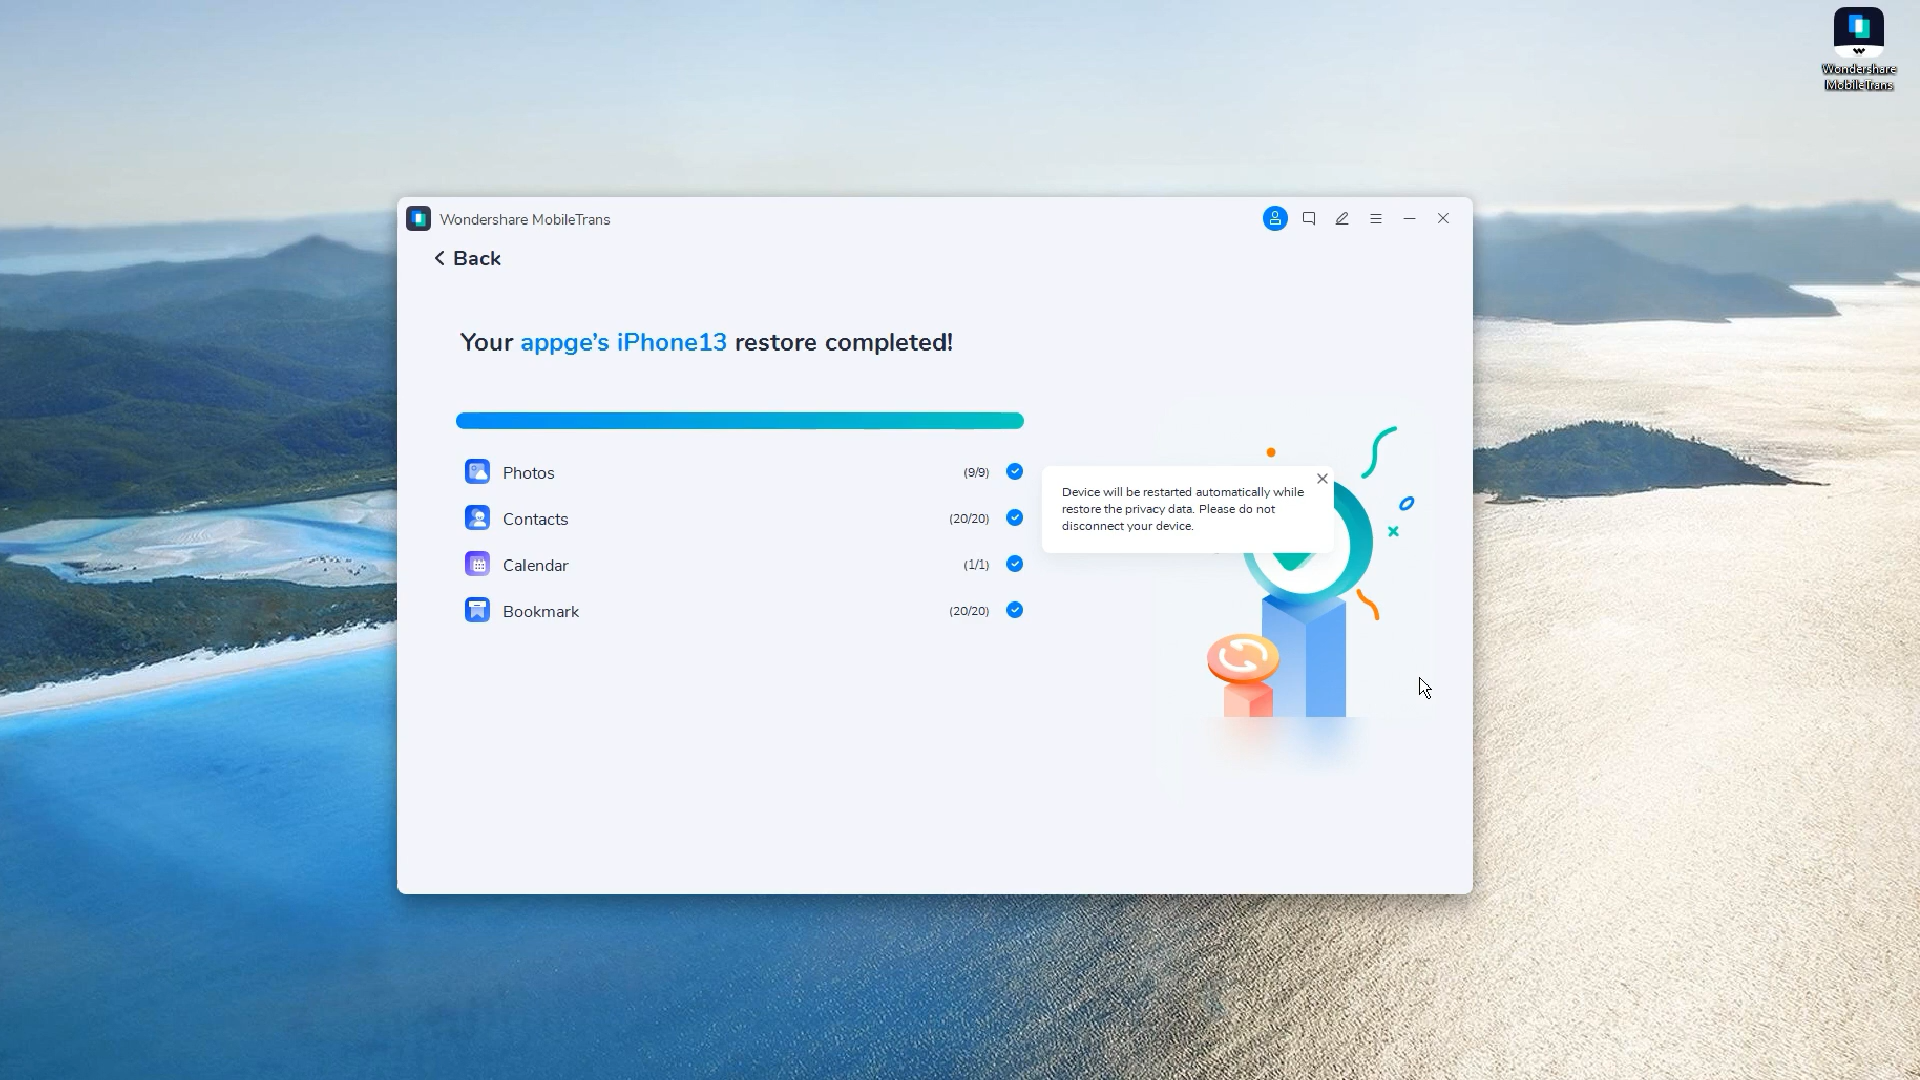 Wondershare
MobileTrans
Wondershare MobileTrans
Back
Your appge's iPhone13 restore completed!
Photos (9/9)
Contacts (20/20)
Calendar (1/1)
Bookmark (20/20)
Device will be restarted automatically while
restore the privacy data. Please do not
disconnect your device.